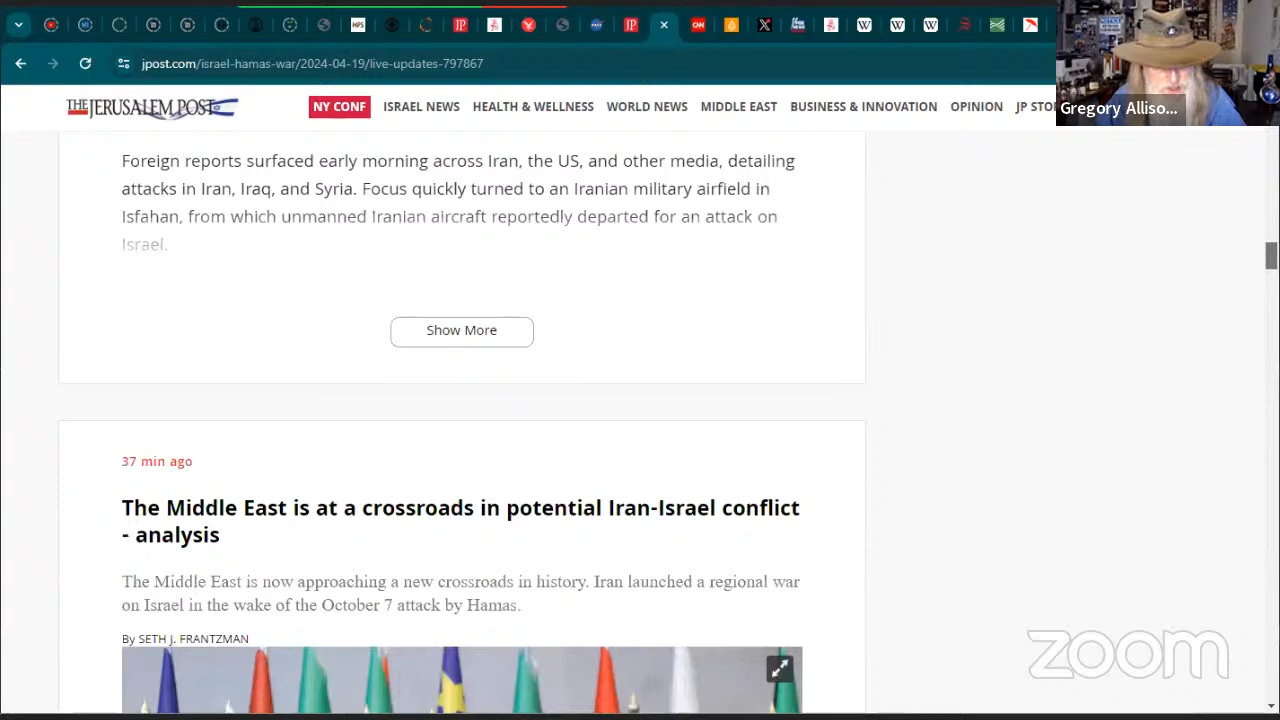 jpost.com/israel-hamas-war/2024-04-19/live-updates-797867
THE JERUSALEM POST
NY CONF ISRAEL NEWS HEALTH & WELLNESS WORLD NEWS MIDDLE EAST BUSINESS & INNOVATION OPINION JP STO
Gregory Alliso...
Foreign reports surfaced early morning across Iran, the US, and other media, detailing
attacks in Iran, Iraq, and Syria. Focus quickly turned to an Iranian military airfield in
Isfahan, from which unmanned Iranian aircraft reportedly departed for an attack on
Israel.
Show More
37 min ago
The Middle East is at a crossroads in potential Iran-Israel conflict
- analysis
The Middle East is now approaching a new crossroads in history. Iran launched a regional war
on Israel in the wake of the October 7 attack by Hamas.
By SETH J. FRANTZMAN
zoom